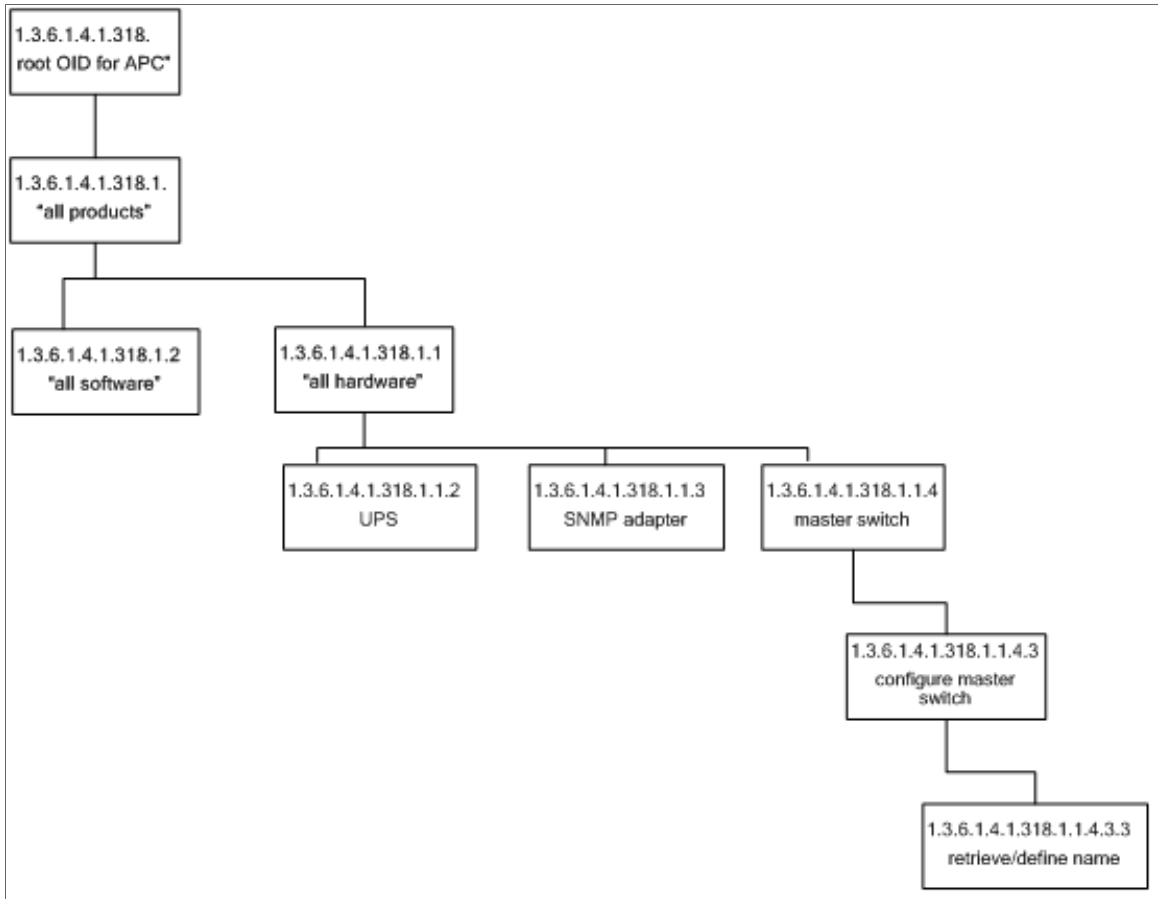 1.3.6.1.4.1.318.
root OID for APC"
1.3.6.1.4.1.318.1.
"all products"
1.3.6.1.4.1.318.1.2
"all software"
1.3.6.1.4.1.318.1.1
"all hardware"
1.3.6.1.4.1.318.1.1.2
UPS
1.3.6.1.4.1.318.1.1.3
SNMP adapter
1.3.6.1.4.1.318.1.1.4
master switch
1.3.6.1.4.1.318.1.1.4.3
configure master
switch
1.3.6.1.4.1.318.1.1.4.3.3
retrieve/define name